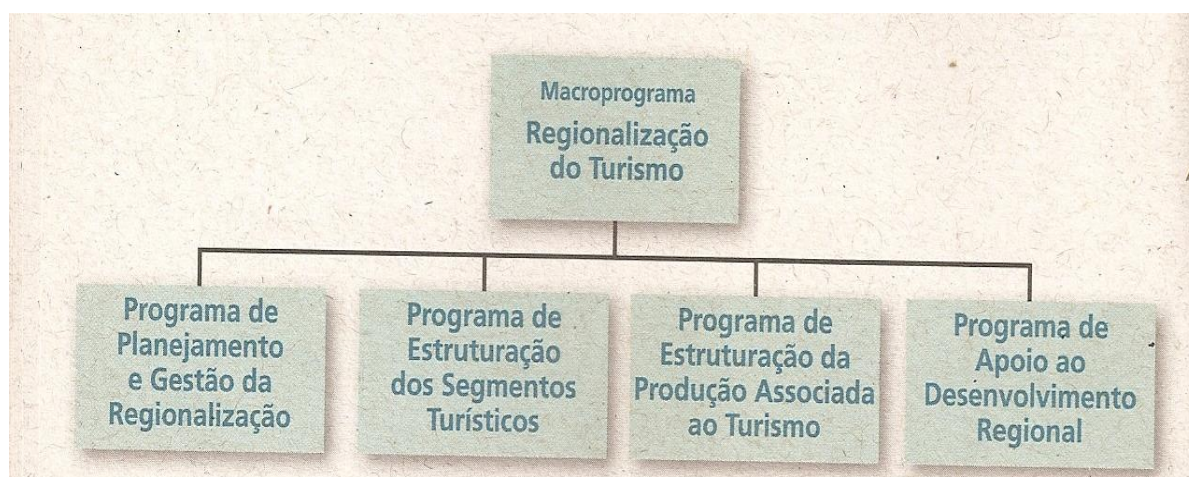 Macroprograma
Regionalização
do Turismo
Programa de
Planejamento
e Gestão da
Regionalização
Programa de
Estruturação
dos Segmentos
Turísticos
Programa de
Estruturação da
Produção Associada
ao Turismo
Programa de
Apoio ao
Desenvolvimento
Regional